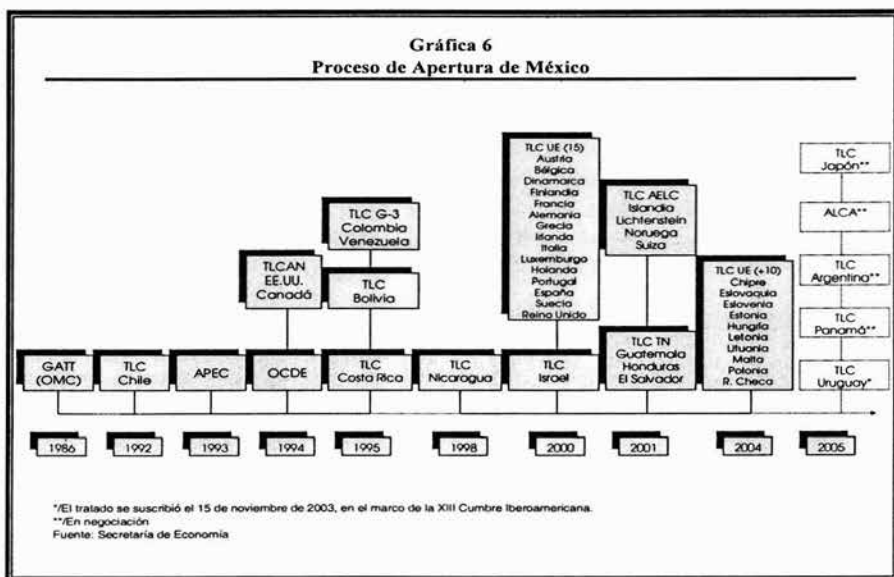 Gráfica 6
Proceso de Apertura de México
TLC UE (15)
Austria
Bélgica
Dinamarca
Finlandia
Francia
Alemania
Grecia
Irlanda
Italia
Luxemburgo
Holanda
Portugal
España
Suecia
Reino Unido
TLC
Japón**
TLC AELC
Islandia
Lichtenstein
Noruega
Suiza
TLC G-3
Colombia
Venezuela
ALCA**
TLCAN
EE.UU.
Canadá
TLC
Bolivia
TLC UE (+10)
Chipre
Eslovaquia
Eslovenia
Estonia
Hungría
Letonia
Lituania
Malta
Polonia
R. Checa
TLC
Argentina**
TLC
Panamá**
GATT
(OMC)
TLC
Chile
APEC
OCDE
TLC
Costa Rica
TLC
Nicaragua
TLC
Israel
TLC TN
Guatemala
Honduras
El Salvador
TLC
Uruguay*
1986
1992
1993
1994
1995
1998
2000
2001
2004
2005
*/El tratado se suscribió el 15 de noviembre de 2003, en el marco de la XIII Cumbre Iberoamericana.
**/En negociación
Fuente: Secretaría de Economía